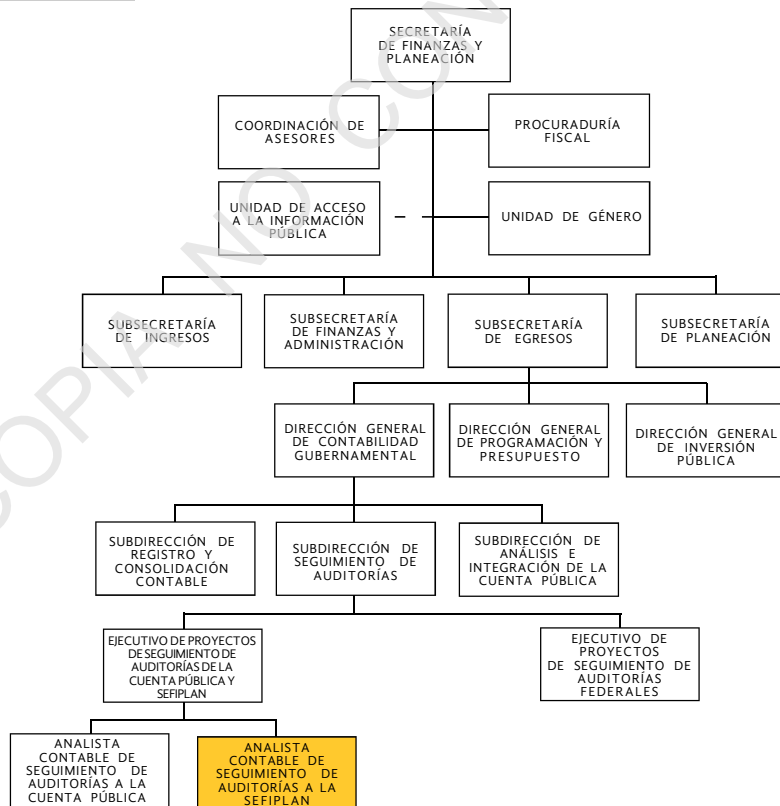 SECRETARÍA
DE FINANZAS Y
PLANEACIÓN
COORDINACIÓN DE
ASESORES
PROCURADURÍA
FISCAL
UNIDAD DE ACCESO
A LA INFORMACIÓN
PÚBLICA
UNIDAD DE GÉNERO
SUBSECRETARÍA
DE INGRESOS
SUBSECRETARÍA
DE FINANZAS Y
ADMINISTRACIÓN
SUBSECRETARÍA
DE EGRESOS
SUBSECRETARÍA
DE PLANEACIÓN
DIRECCIÓN GENERAL
DE CONTABILIDAD
GUBERNAMENTAL
DIRECCIÓN GENERAL
DE PROGRAMACIÓN Y
PRESUPUESTO
DIRECCIÓN GENERAL
DE INVERSIÓN
PÚBLICA
SUBDIRECCIÓN DE
REGISTRO Y
CONSOLIDACIÓN
CONTABLE
SUBDIRECCIÓN DE
SEGUIMIENTO DE
AUDITORÍAS
SUBDIRECCIÓN DE
ANÁLISIS E
INTEGRACIÓN DE LA
CUENTA PÚBLICA
EJECUTIVO DE PROYECTOS
DE SEGUIMIENTO DE
AUDITORÍAS DE LA
CUENTA PÚBLICA Y
SEFIPLAN
EJECUTIVO DE
PROYECTOS
DE SEGUIMIENTO DE
AUDITORÍAS
FEDERALES
ANALISTA
CONTABLE DE
SEGUIMIENTO DE
AUDITORÍAS A LA
CUENTA PÚBLICA
ANALISTA
CONTABLE DE
SEGUIMIENTO DE
AUDITORÍAS A LA
SEFIPLAN
COPIA NO CON